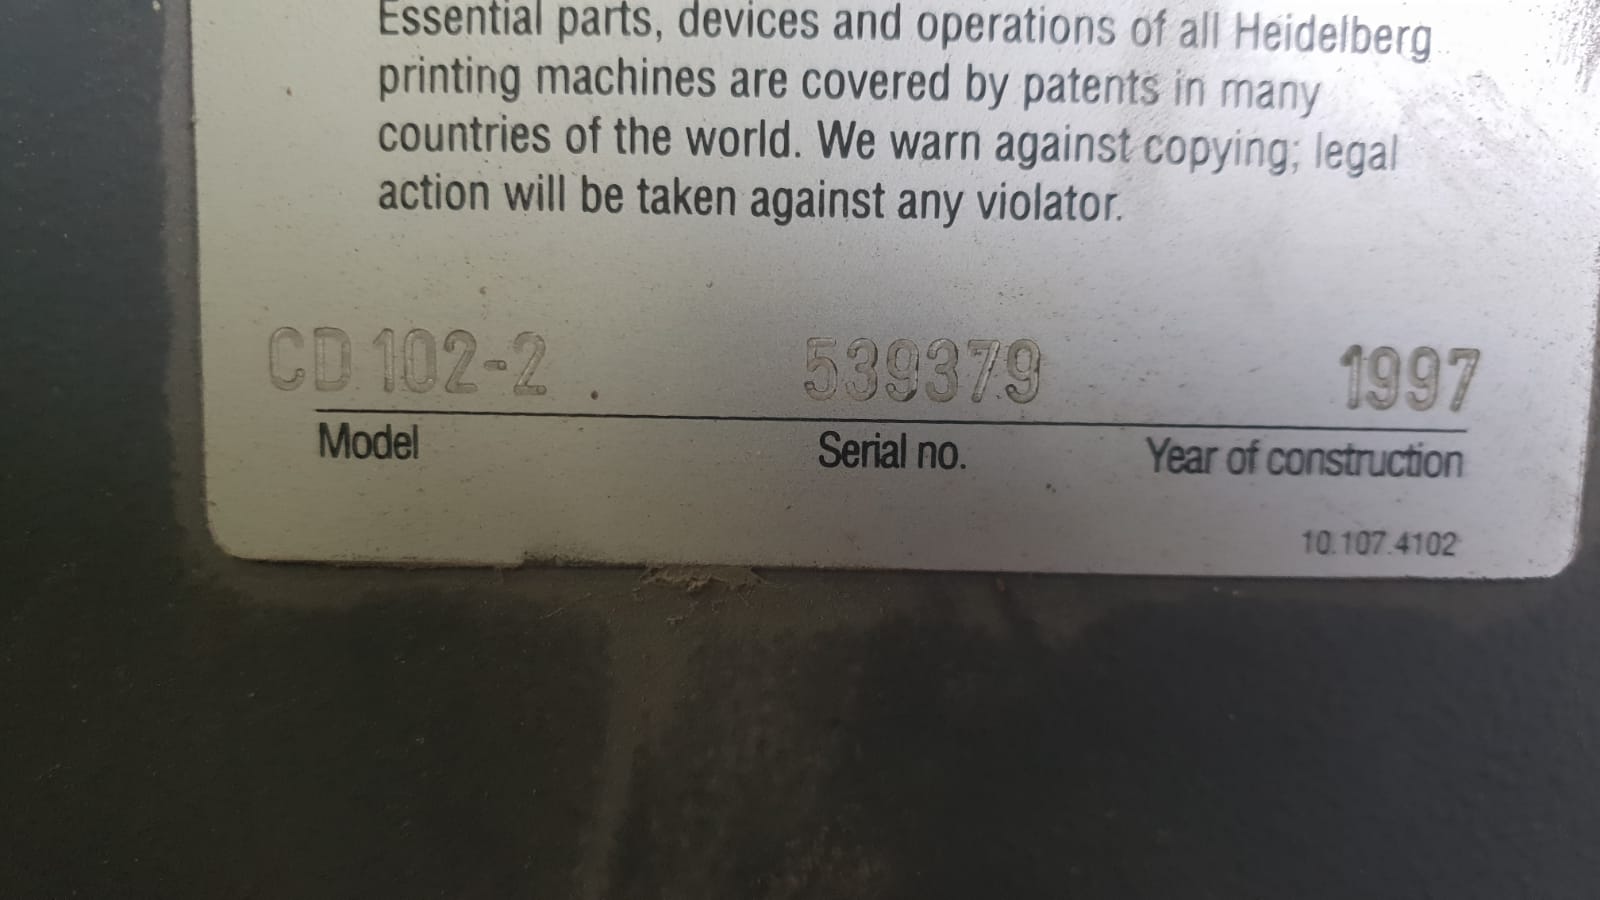 Essential parts, devices and operations of all Heidelberg
printing machines are covered by patents in many
countries of the world. We warn against copying; legal
action will be taken against any violator.
CD 102-2 539379 1997
Model Serial no. Year of construction
10.107.4102